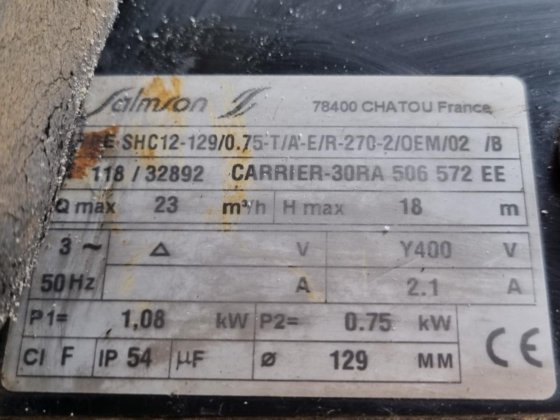 Salmson 78400 CHATOU France
E SHC12-129/0.75-T/A-E/R-270-2/OEM/02 /B
118 / 32892 CARRIER-30RA 506 572 EE
Q max 23 m³/h H max 18 m
3 ~ Δ V Y400 V
50 Hz A 2.1 A
P1= 1,08 kW P2= 0.75 kW
Cl F IP 54 µF ø 129 MM CE